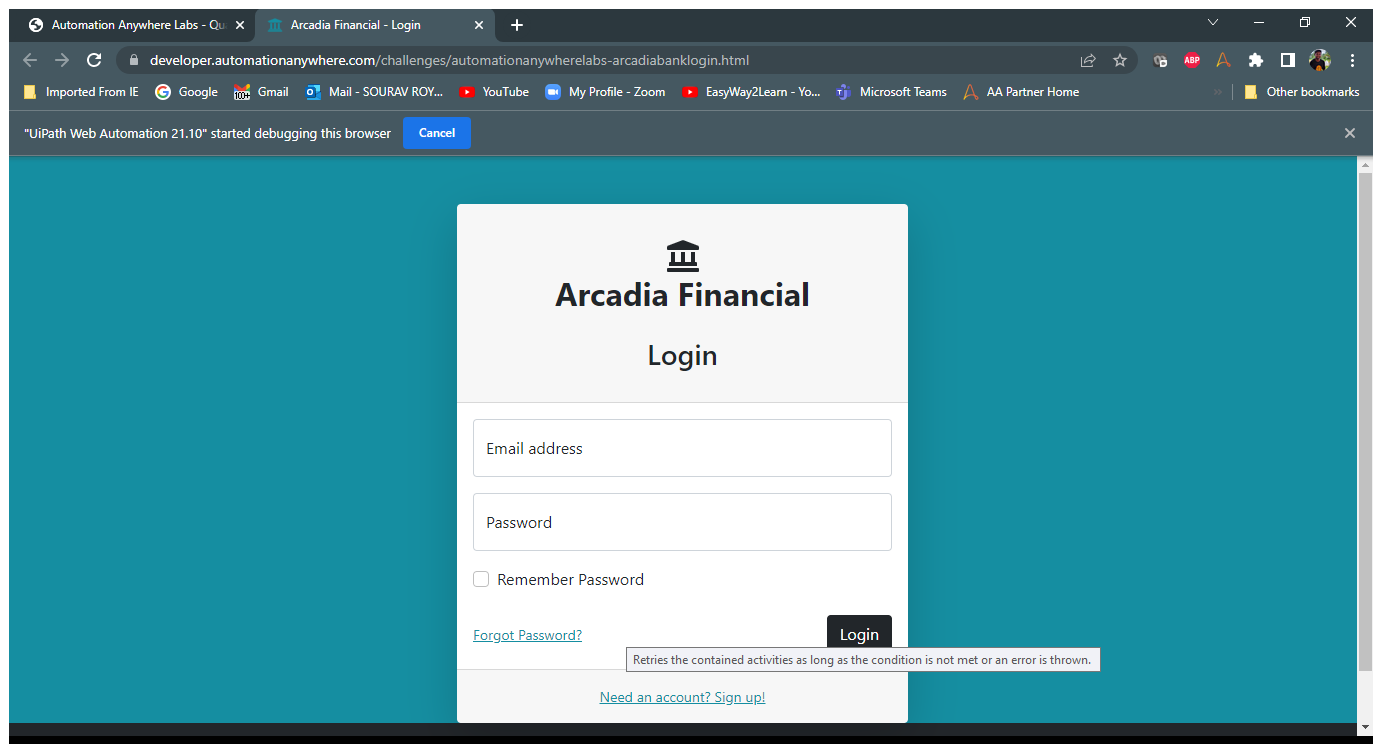 Automation Anywhere Labs - Qu
Arcadia Financial - Login
developer.automationanywhere.com/challenges/automationanywherelabs-arcadiabanklogin.html
ABP
Imported From IE
Google
100+
Gmail
Mail - SOURAV ROY...
YouTube
My Profile - Zoom
EasyWay2Learn - Yo...
Microsoft Teams
AA Partner Home
»
Other bookmarks
"UiPath Web Automation 21.10" started debugging this browser
Cancel
Arcadia Financial
Login
Email address
Password
Remember Password
Forgot Password?
Login
Retries the contained activities as long as the condition is not met or an error is thrown.
Need an account? Sign up!